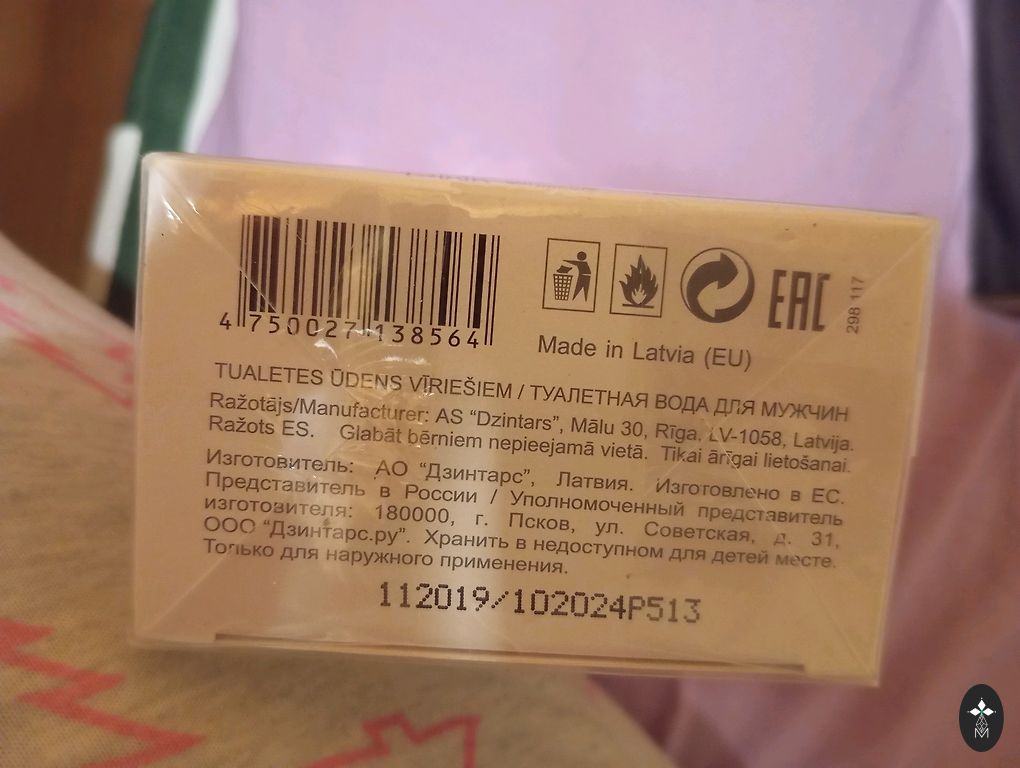 4 750027 138564
EAC
298 117
Made in Latvia (EU)
TUALETES ŪDENS VĪRIEŠIEM / ТУАЛЕТНАЯ ВОДА ДЛЯ МУЖЧИН
Ražotājs/Manufacturer: AS “Dzintars”, Mālu 30, Rīga, LV-1058, Latvija.
Ražots ES. Glabāt bērniem nepieejamā vietā. Tikai ārīgai lietošanai.
Изготовитель: АО “Дзинтарс”, Латвия. Изготовлено в ЕС.
Представитель в России / Уполномоченный представитель
изготовителя: 180000, г. Псков, ул. Советская, д. 31,
ООО “Дзинтарс.ру”. Хранить в недоступном для детей месте.
Только для наружного применения.
112019/102024P513